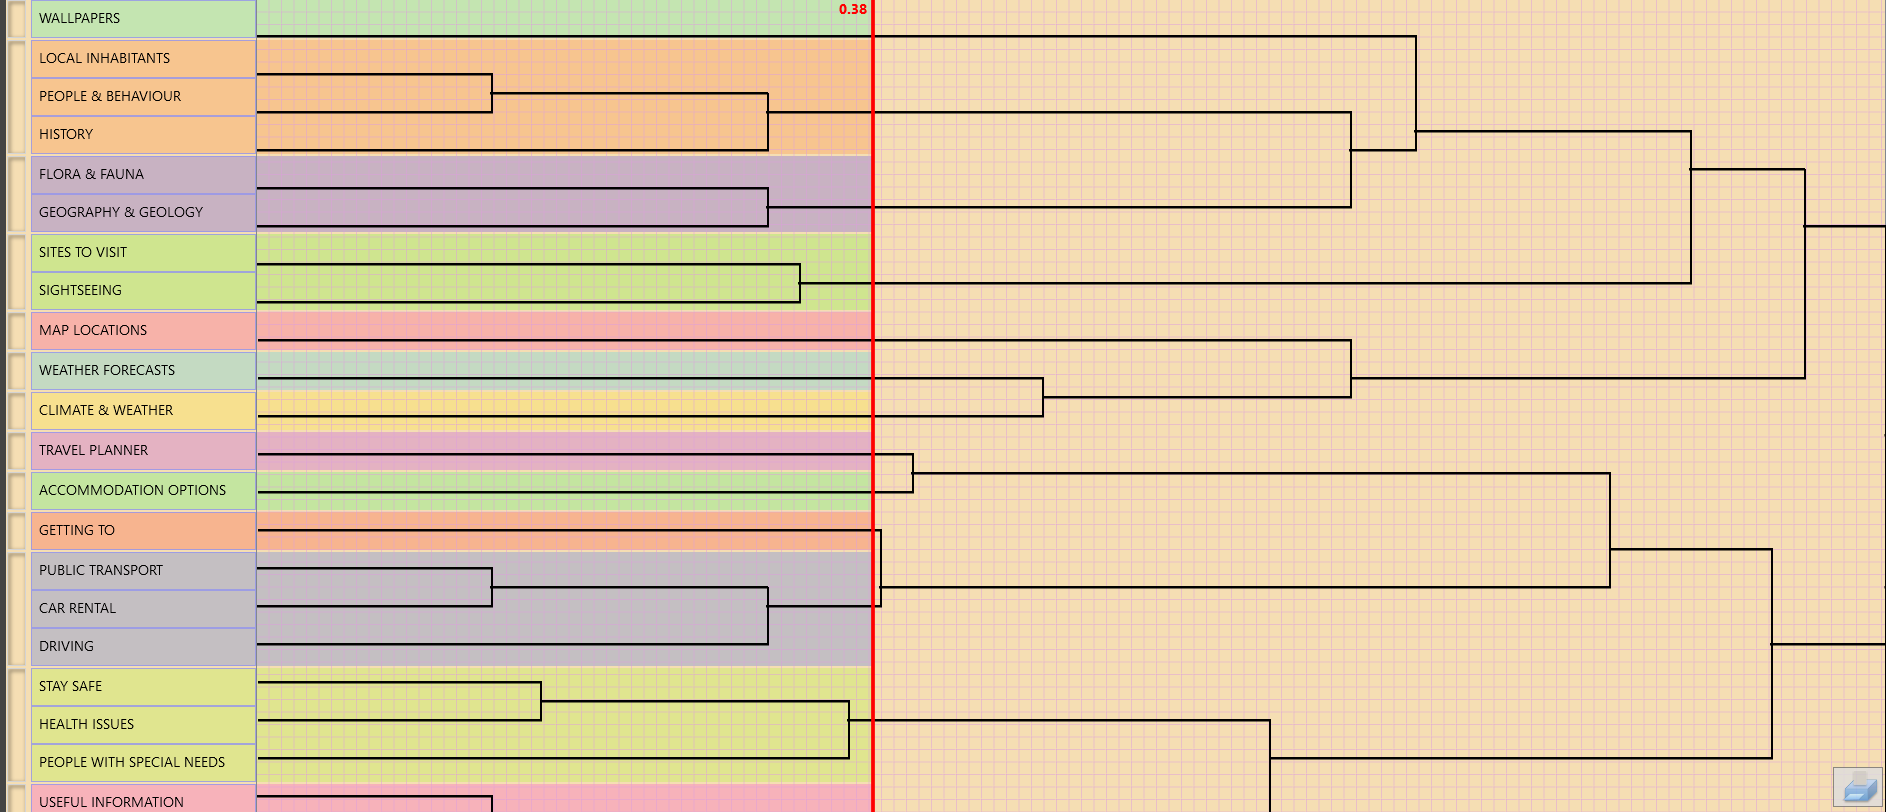 WALLPAPERS
0.38
LOCAL INHABITANTS
PEOPLE & BEHAVIOUR
HISTORY
FLORA & FAUNA
GEOGRAPHY & GEOLOGY
SITES TO VISIT
SIGHTSEEING
MAP LOCATIONS
WEATHER FORECASTS
CLIMATE & WEATHER
TRAVEL PLANNER
ACCOMMODATION OPTIONS
GETTING TO
PUBLIC TRANSPORT
CAR RENTAL
DRIVING
STAY SAFE
HEALTH ISSUES
PEOPLE WITH SPECIAL NEEDS
USEFUL INFORMATION